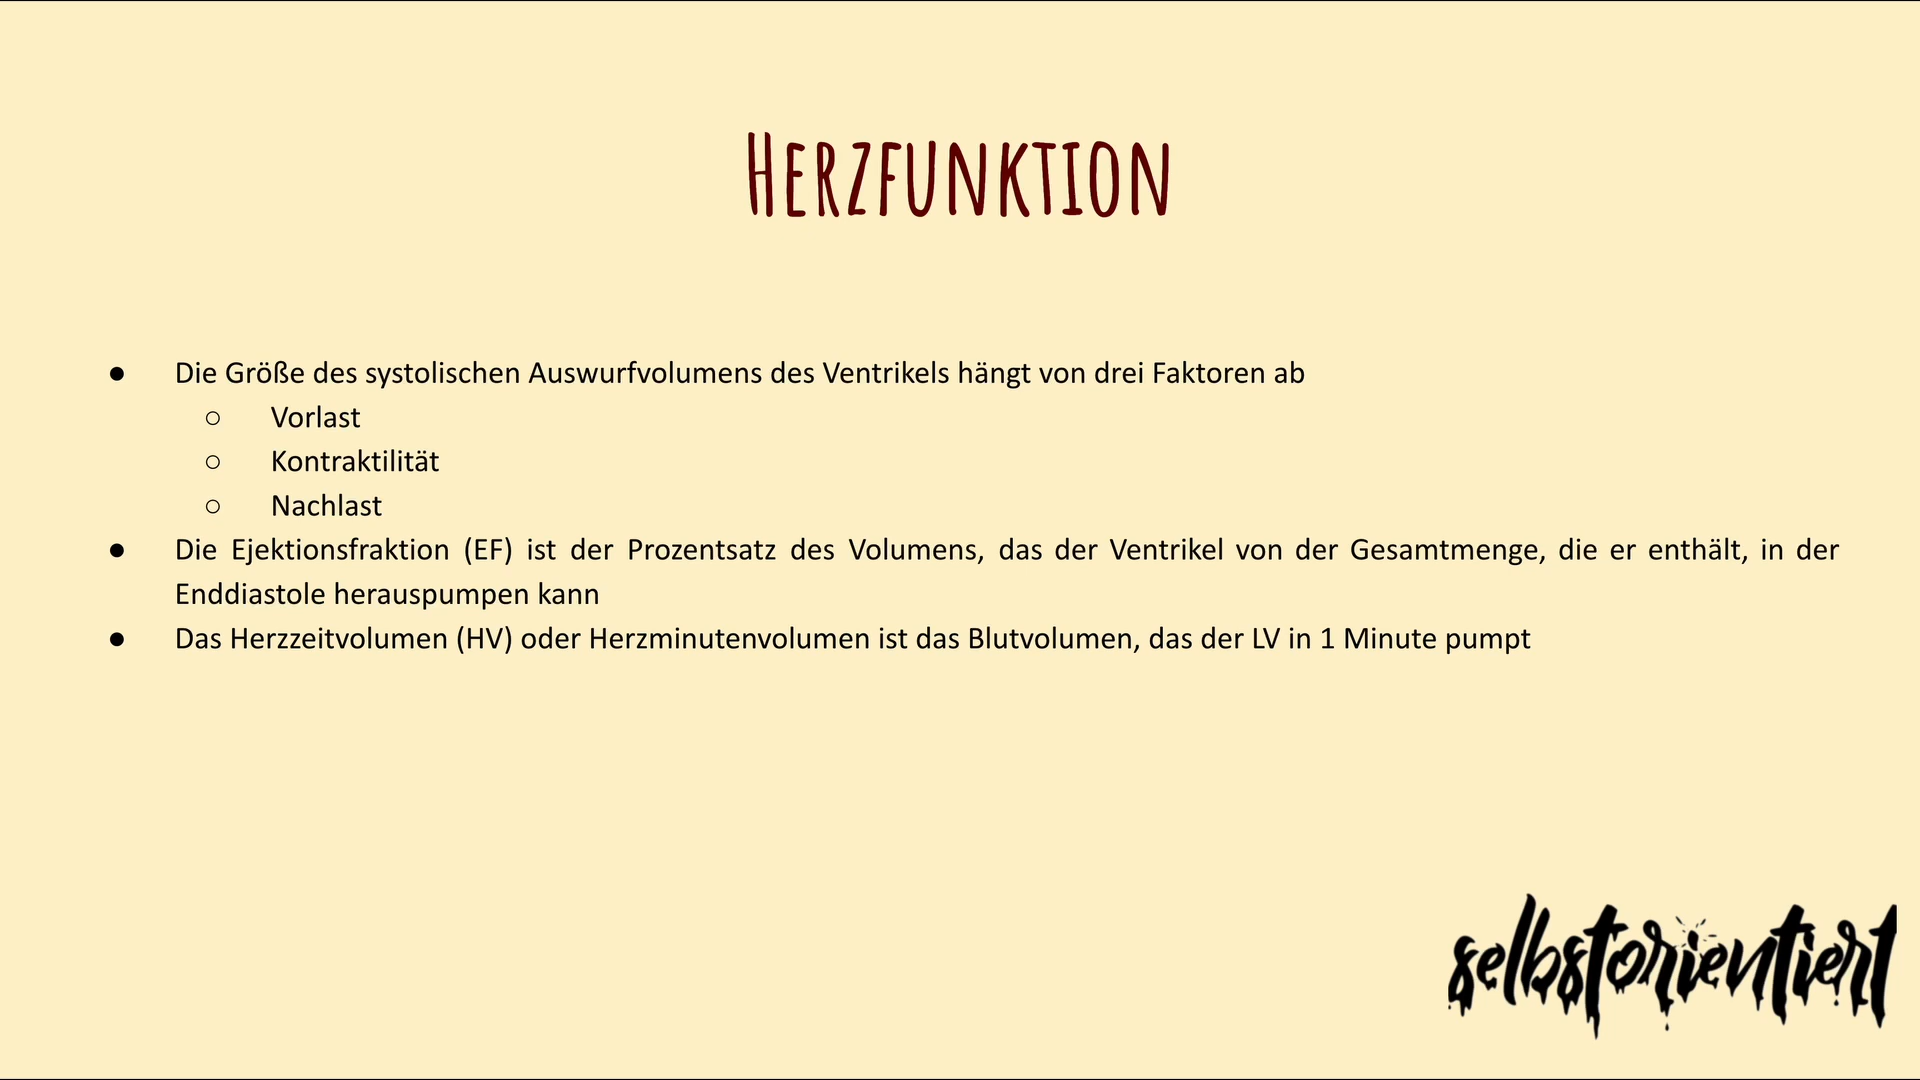 Herzfunktion
● Die Größe des systolischen Auswurfvolumens des Ventrikels hängt von drei Faktoren ab
○ Vorlast
○ Kontraktilität
○ Nachlast
● Die Ejektionsfraktion (EF) ist der Prozentsatz des Volumens, das der Ventrikel von der Gesamtmenge, die er enthält, in der
Enddiastole herauspumpen kann
● Das Herzzeitvolumen (HV) oder Herzminutenvolumen ist das Blutvolumen, das der LV in 1 Minute pumpt
selbstorientiert